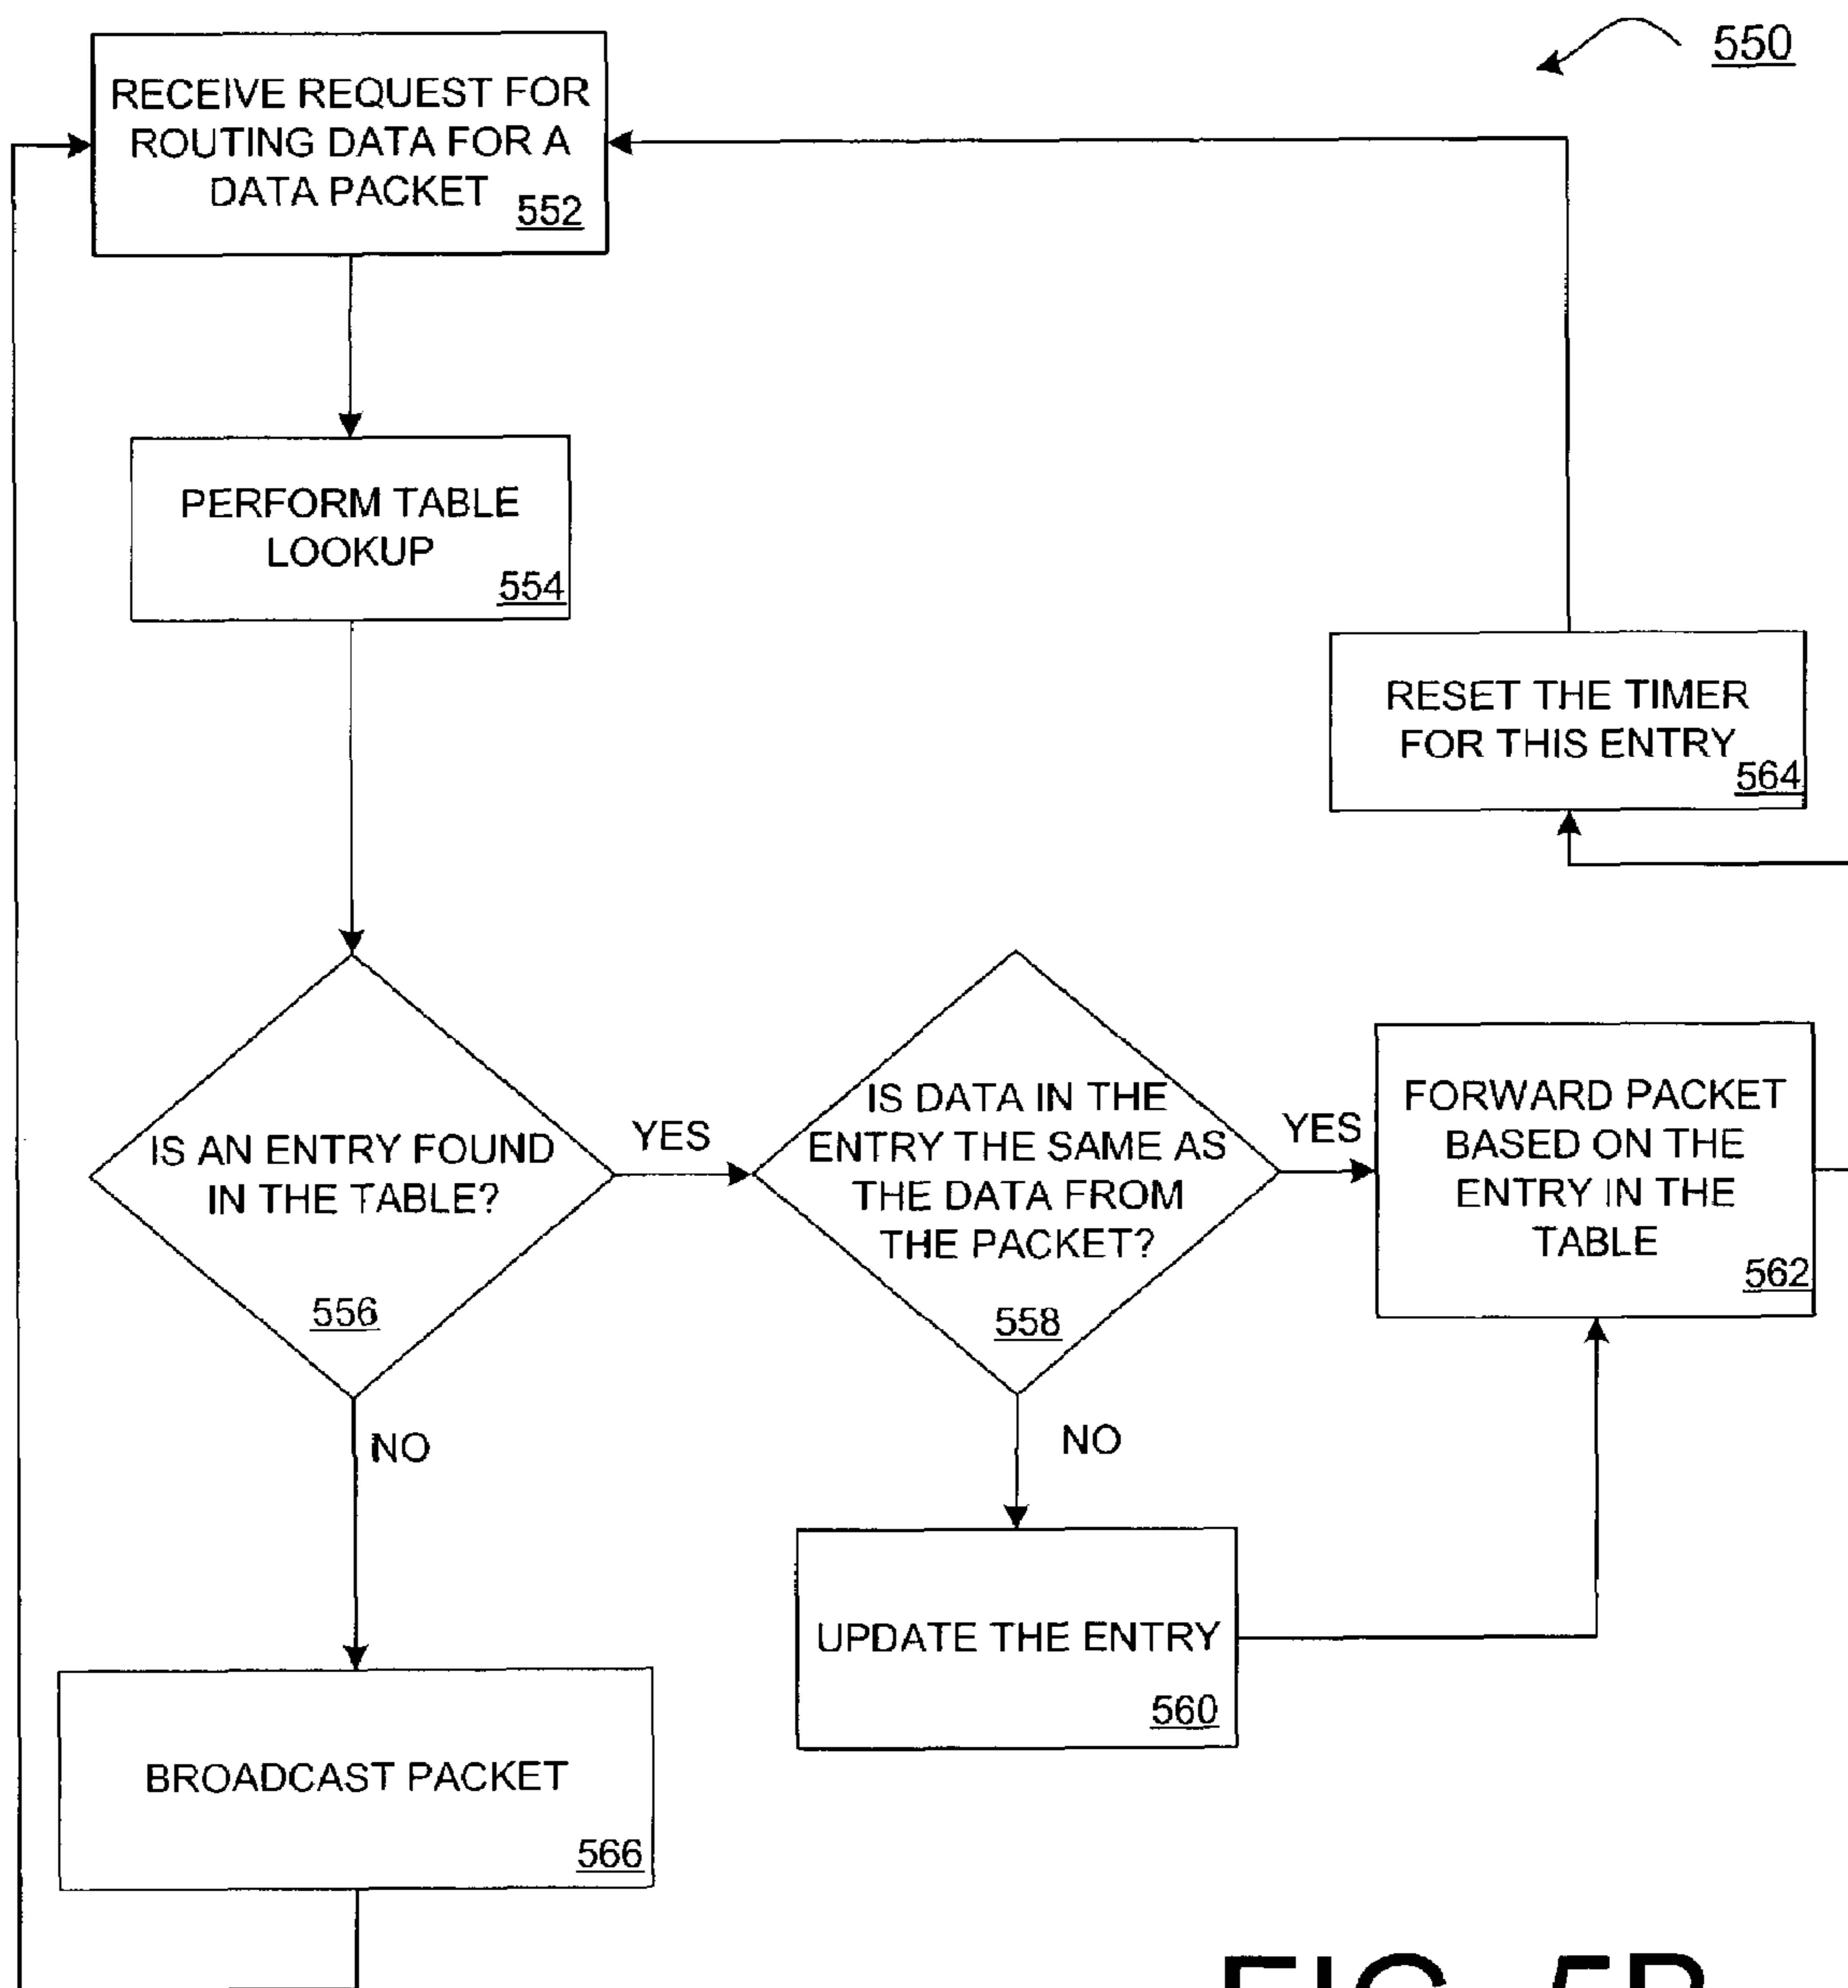 550
RECEIVE REQUEST FOR
ROUTING DATA FOR A
DATA PACKET
552
PERFORM TABLE
LOOKUP
554
RESET THE TIMER
FOR THIS ENTRY
564
IS AN ENTRY FOUND
IN THE TABLE?
556
YES
IS DATA IN THE
ENTRY THE SAME AS
THE DATA FROM
THE PACKET?
558
YES
FORWARD PACKET
BASED ON THE
ENTRY IN THE
TABLE
562
NO
NO
UPDATE THE ENTRY
560
BROADCAST PACKET
566
FIG. 5B